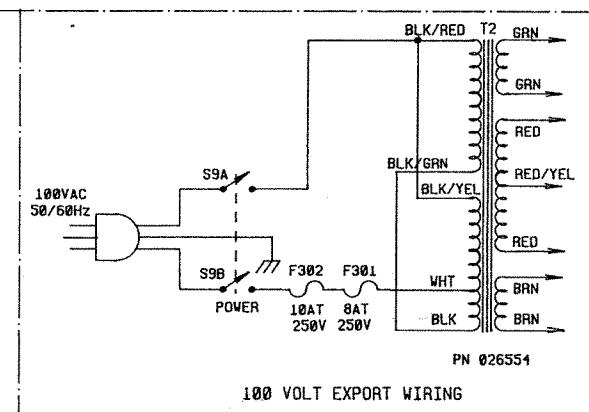 BLK/RED
T2
GRN
GRN
RED
BLK/GRN
RED/YEL
S9A
BLK/YEL
100VAC
50/60Hz
RED
S9B
F302
F301
WHT
BRN
POWER
10AT
250V
8AT
250V
BLK
BRN
PN 026554
100 VOLT EXPORT WIRING